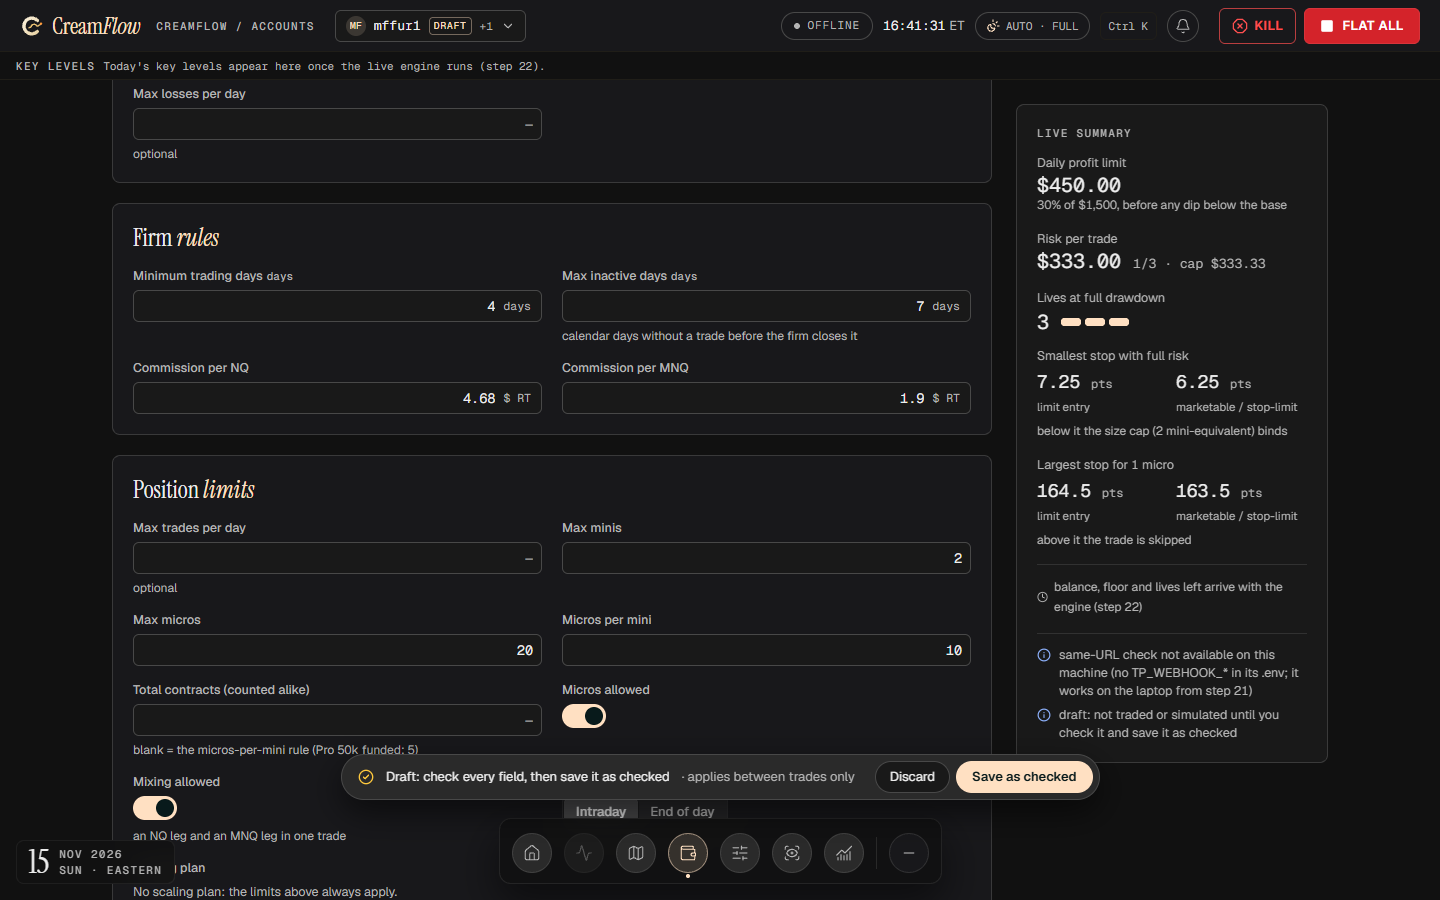 CreamFlow
CREAMFLOW / ACCOUNTS
MF mffur1 DRAFT +1
OFFLINE
16:41:31 ET
AUTO · FULL
Ctrl K
KILL
FLAT ALL
KEY LEVELS Today's key levels appear here once the live engine runs (step 22).
Max losses per day
—
optional
Firm rules
Minimum trading days days
4 days
Max inactive days days
7 days
calendar days without a trade before the firm closes it
Commission per NQ
4.68 $ RT
Commission per MNQ
1.9 $ RT
Position limits
Max trades per day
—
optional
Max minis
2
Max micros
20
Micros per mini
10
Total contracts (counted alike)
—
blank = the micros-per-mini rule (Pro 50k funded: 5)
Micros allowed
Mixing allowed
an NQ leg and an MNQ leg in one trade
Intraday
End of day
plan
No scaling plan: the limits above always apply.
LIVE SUMMARY
Daily profit limit
$450.00
30% of $1,500, before any dip below the base
Risk per trade
$333.00 1/3 · cap $333.33
Lives at full drawdown
3
Smallest stop with full risk
7.25 pts
limit entry
6.25 pts
marketable / stop-limit
below it the size cap (2 mini-equivalent) binds
Largest stop for 1 micro
164.5 pts
limit entry
163.5 pts
marketable / stop-limit
above it the trade is skipped
balance, floor and lives left arrive with the
engine (step 22)
same-URL check not available on this
machine (no TP_WEBHOOK_* in its .env; it
works on the laptop from step 21)
draft: not traded or simulated until you
check it and save it as checked
Draft: check every field, then save it as checked · applies between trades only
Discard
Save as checked
15
NOV 2026
SUN · EASTERN